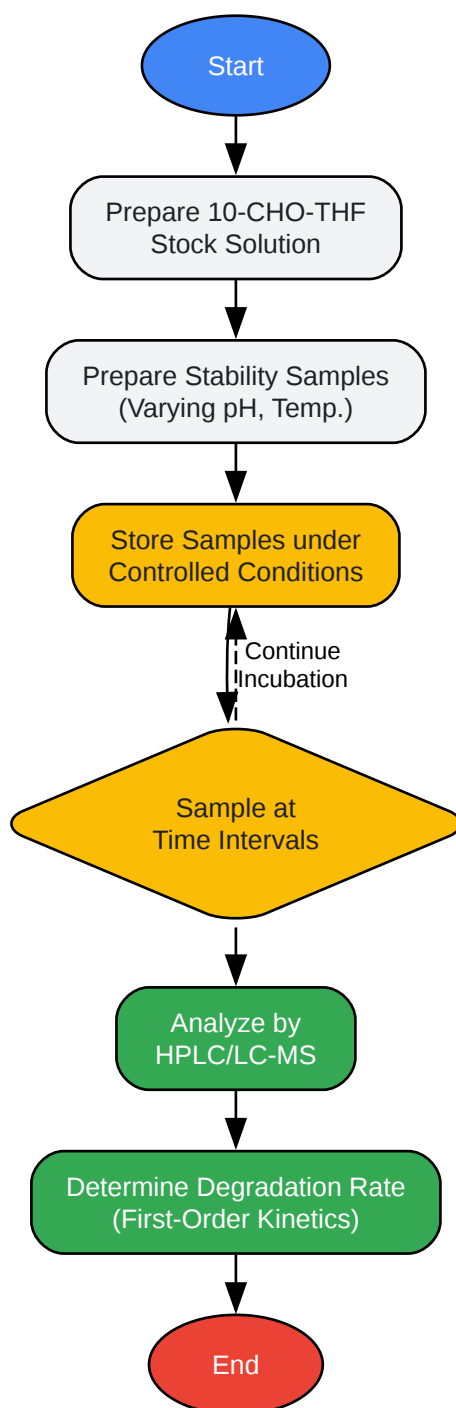 Start
Prepare 10-CHO-THF
Stock Solution
Prepare Stability Samples
(Varying pH, Temp.)
Store Samples under
Controlled Conditions
Continue
Incubation
Sample at
Time Intervals
Analyze by
HPLC/LC-MS
Determine Degradation Rate
(First-Order Kinetics)
End